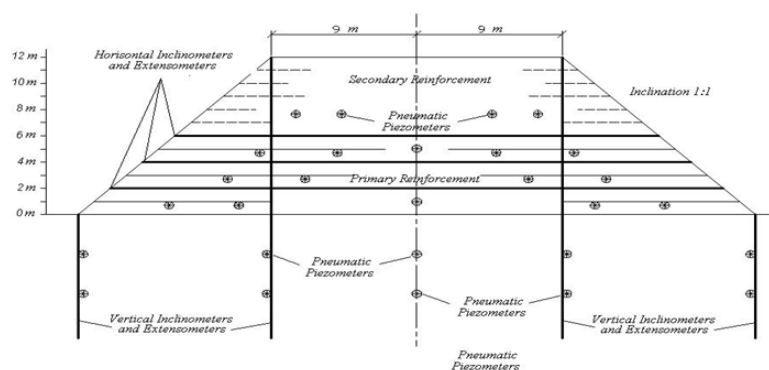 9 m
9 m
12 m
10 m
8 m
6 m
4 m
2 m
0 m
Horisontal Inclinometers
and Extensometers
Secondary Reinforcement
Inclination 1:1
Pneumatic
Piezometers
Primary Reinforcement
Pneumatic
Piezometers
Pneumatic
Piezometers
Vertical Inclinometers
and Extensometers
Vertical Inclinometers
and Extensometers
Pneumatic
Piezometers